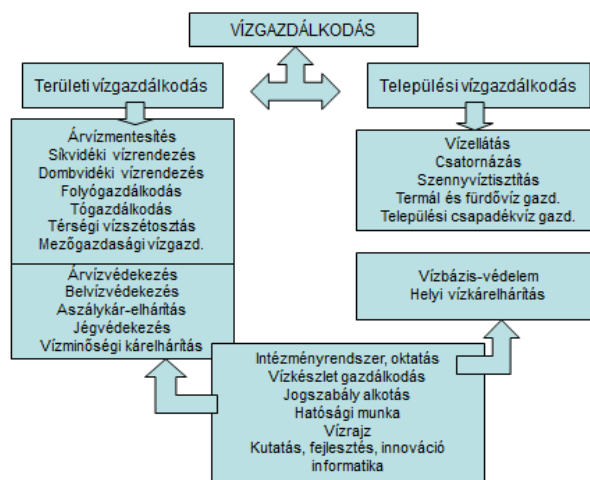 VÍZGAZDÁLKODÁS
Területi vízgazdálkodás
Települési vízgazdálkodás
Árvízmentesítés
Síkvidéki vízrendezés
Dombvidéki vízrendezés
Folyógazdálkodás
Tógazdálkodás
Térségi vízszétosztás
Mezőgazdasági vízgazd.
Árvízvédekezés
Belvízvédekezés
Aszálykár-elhárítás
Jégvédekezés
Vízminőségi kárelhárítás
Vízellátás
Csatornázás
Szennyvíztisztítás
Termál és fürdővíz gazd.
Települési csapadékvíz gazd.
Vízbázis-védelem
Helyi vízkárelhárítás
Intézményrendszer, oktatás
Vízkészlet gazdálkodás
Jogszabály alkotás
Hatósági munka
Vízrajz
Kutatás, fejlesztés, innováció
informatika